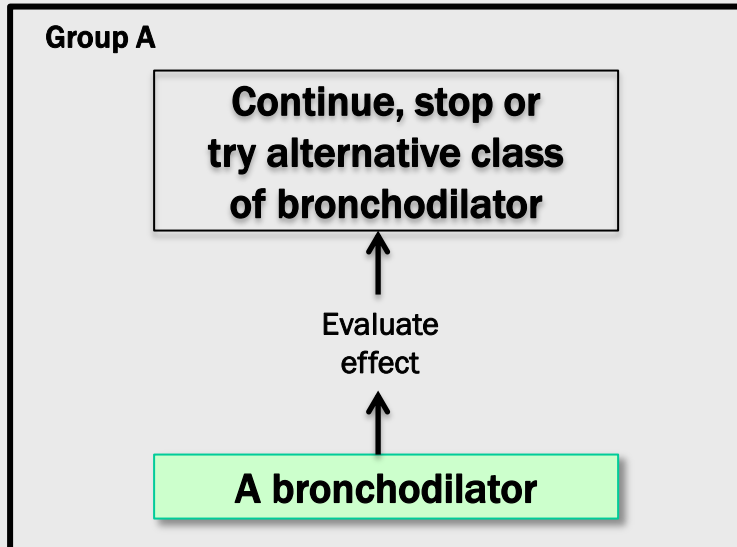 Group A
Continue, stop or
try alternative class
of bronchodilator
Evaluate
effect
A bronchodilator